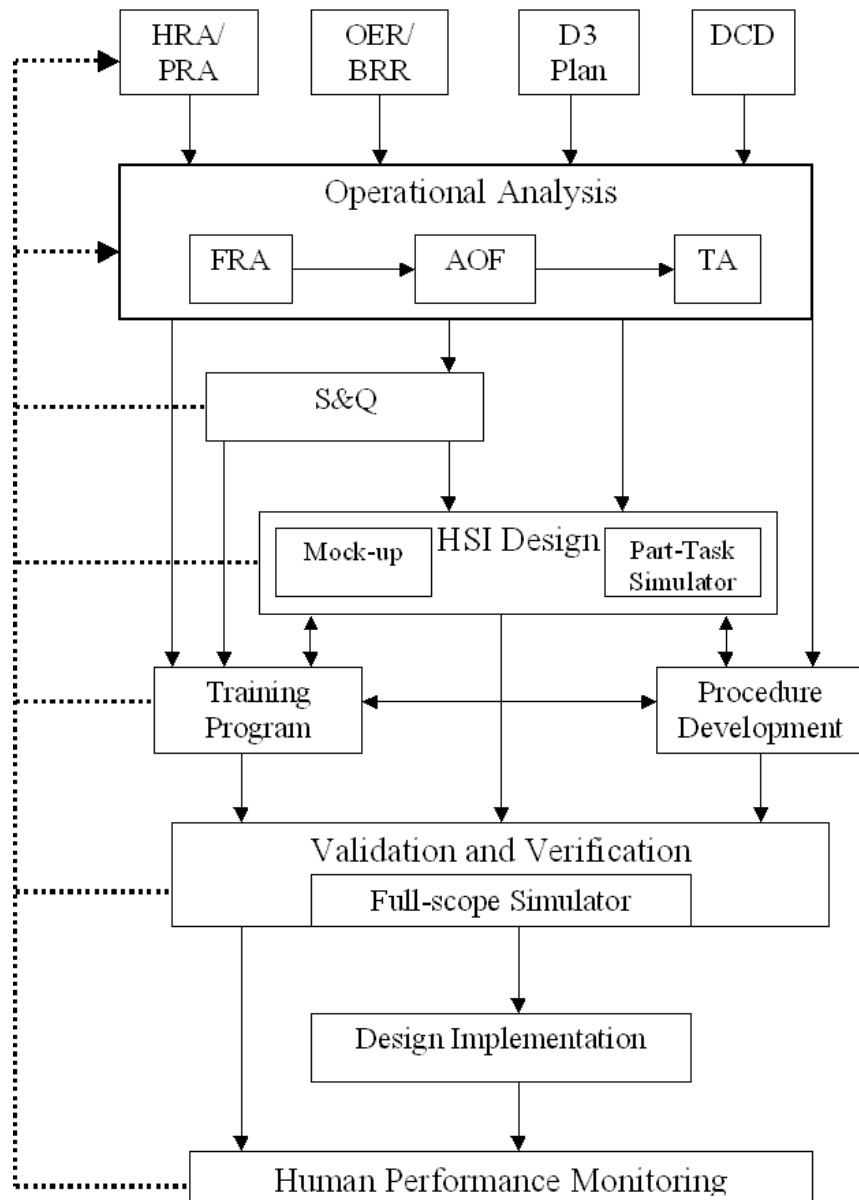 HRA/
PRA
OER/
BRR
D3
Plan
DCD
Operational Analysis
FRA
AOF
TA
S&Q
HSI Design
Mock-up
Part-Task
Simulator
Training
Program
Procedure
Development
Validation and Verification
Full-scope Simulator
Design Implementation
Human Performance Monitoring